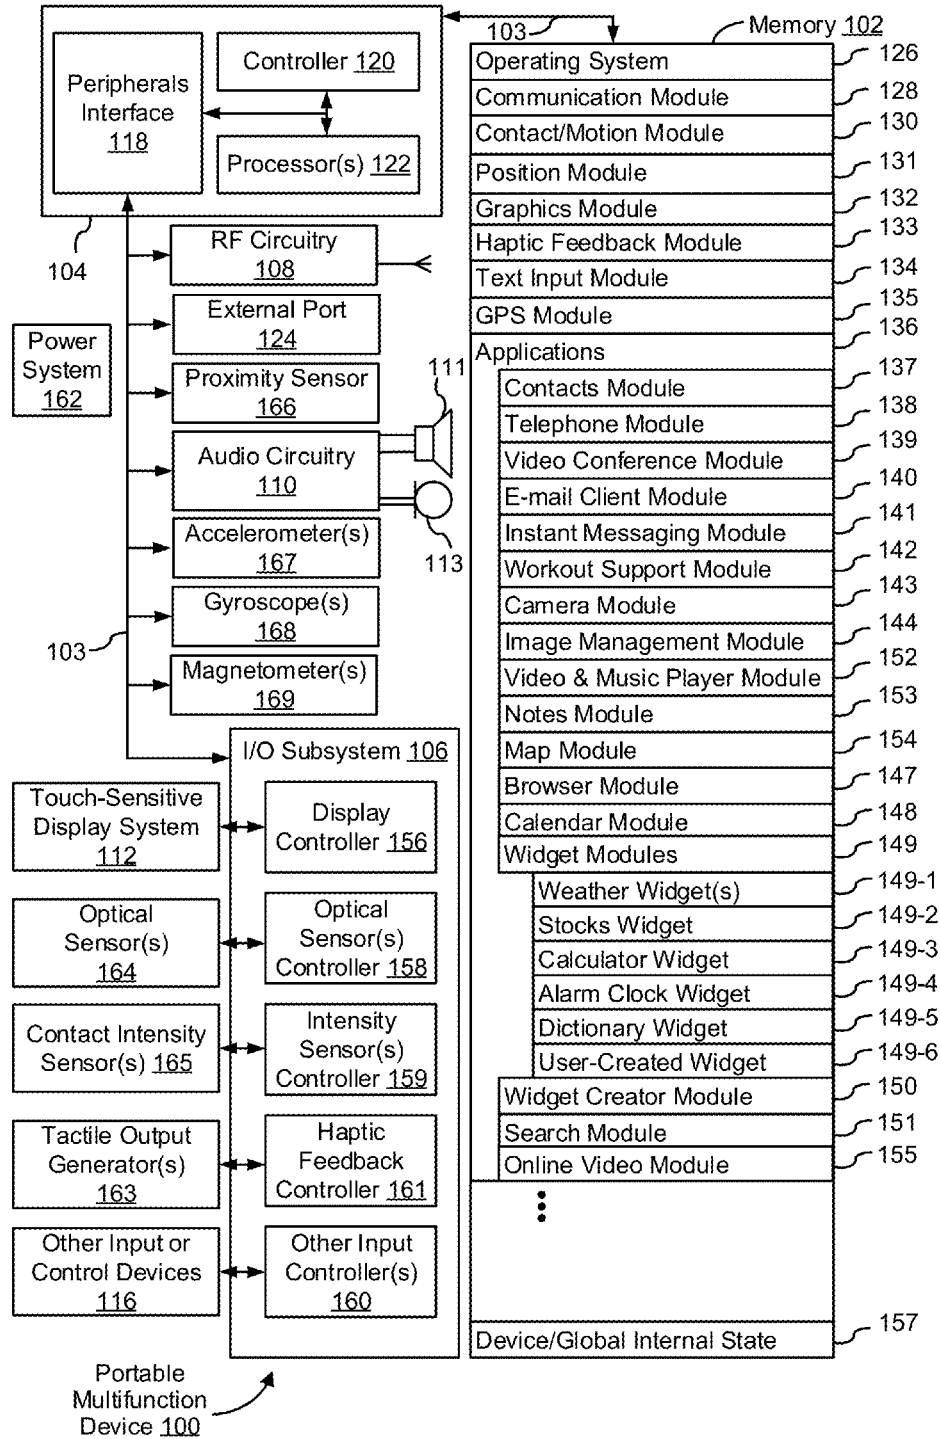 103
Memory 102
Peripherals
Interface
118
Controller 120
Processor(s) 122
104
RF Circuitry
108
External Port
124
Power
System
162
Proximity Sensor
166
111
Audio Circuitry
110
113
Accelerometer(s)
167
Gyroscope(s)
168
103
Magnetometer(s)
169
I/O Subsystem 106
Touch-Sensitive
Display System
112
Display
Controller 156
Optical
Sensor(s)
164
Optical
Sensor(s)
Controller 158
Contact Intensity
Sensor(s) 165
Intensity
Sensor(s)
Controller 159
Tactile Output
Generator(s)
163
Haptic
Feedback
Controller 161
Other Input or
Control Devices
116
Other Input
Controller(s)
160
Portable
Multifunction
Device 100
Operating System 126
Communication Module 128
Contact/Motion Module 130
Position Module 131
Graphics Module 132
Haptic Feedback Module 133
Text Input Module 134
GPS Module 135
Applications 136
Contacts Module 137
Telephone Module 138
Video Conference Module 139
E-mail Client Module 140
Instant Messaging Module 141
Workout Support Module 142
Camera Module 143
Image Management Module 144
Video & Music Player Module 152
Notes Module 153
Map Module 154
Browser Module 147
Calendar Module 148
Widget Modules 149
Weather Widget(s) 149-1
Stocks Widget 149-2
Calculator Widget 149-3
Alarm Clock Widget 149-4
Dictionary Widget 149-5
User-Created Widget 149-6
Widget Creator Module 150
Search Module 151
Online Video Module 155
Device/Global Internal State 157